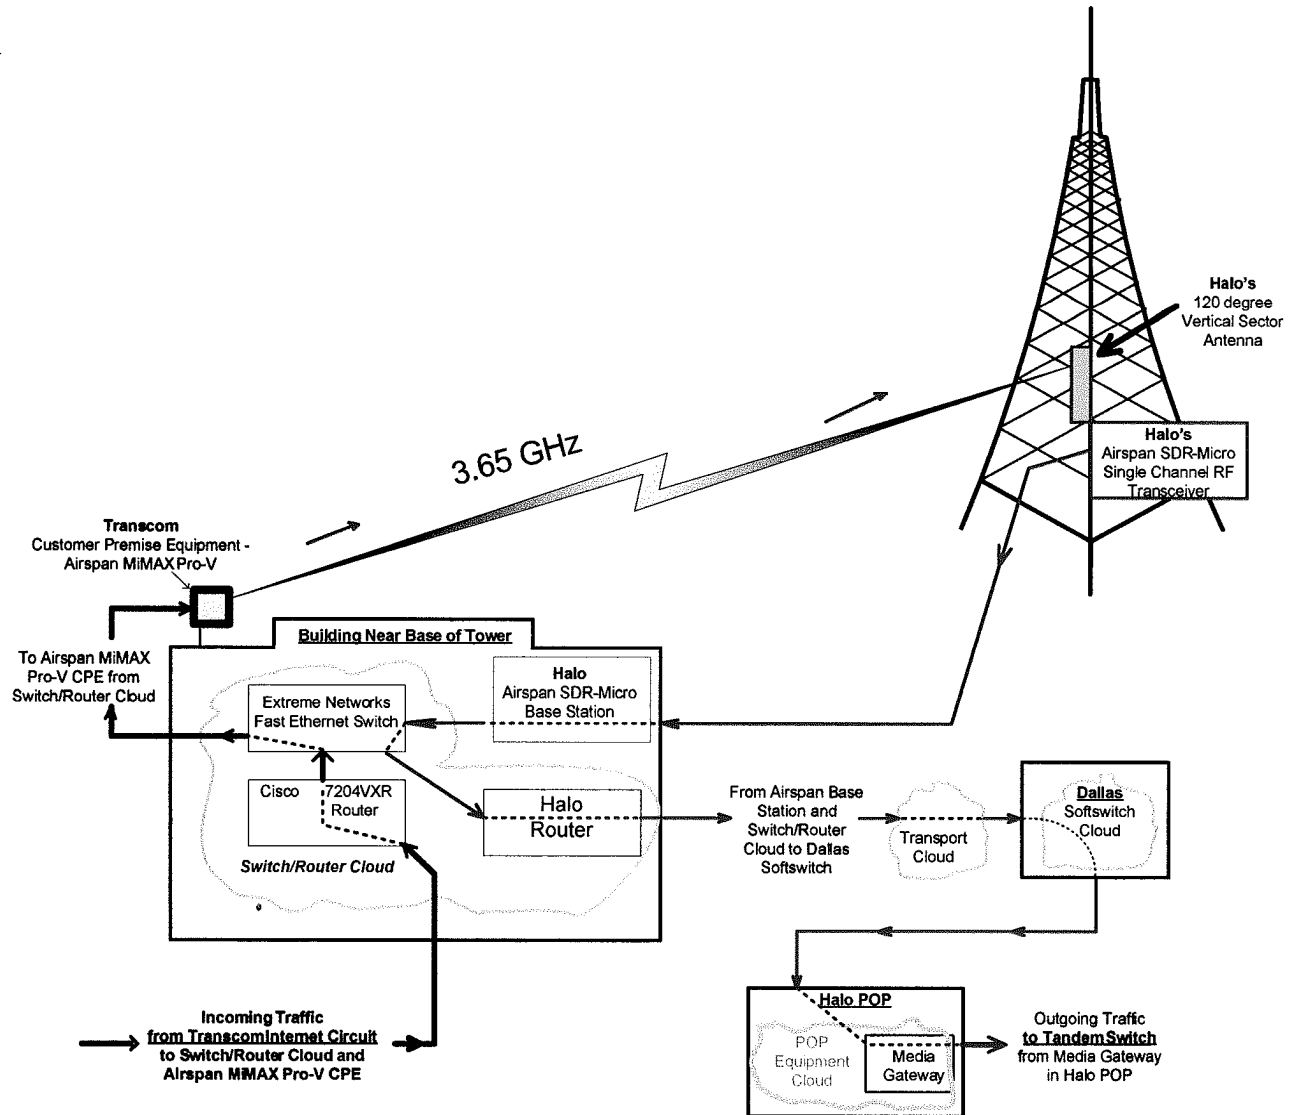 Halo's
120 degree
Vertical Sector
Antenna
3.65 GHz
Halo's
Airspan SDR-Micro
Single Channel RF
Transceiver
Transcom
Customer Premise Equipment -
Airspan MiMAX Pro-V
Building Near Base of Tower
To Airspan MiMAX
Pro-V CPE from
Switch/Router Cloud
Extreme Networks
Fast Ethernet Switch
Halo
Airspan SDR-Micro
Base Station
Cisco 7204VXR
Router
Halo
Router
Switch/Router Cloud
From Airspan Base
Station and
Switch/Router
Cloud to Dallas
Softswitch
Transport
Cloud
Dallas
Softswitch
Cloud
Incoming Traffic
from Transcom Internet Circuit
to Switch/Router Cloud and
Airspan MiMAX Pro-V CPE
Halo POP
POP
Equipment
Cloud
Media
Gateway
Outgoing Traffic
to Tandem Switch
from Media Gateway
in Halo POP